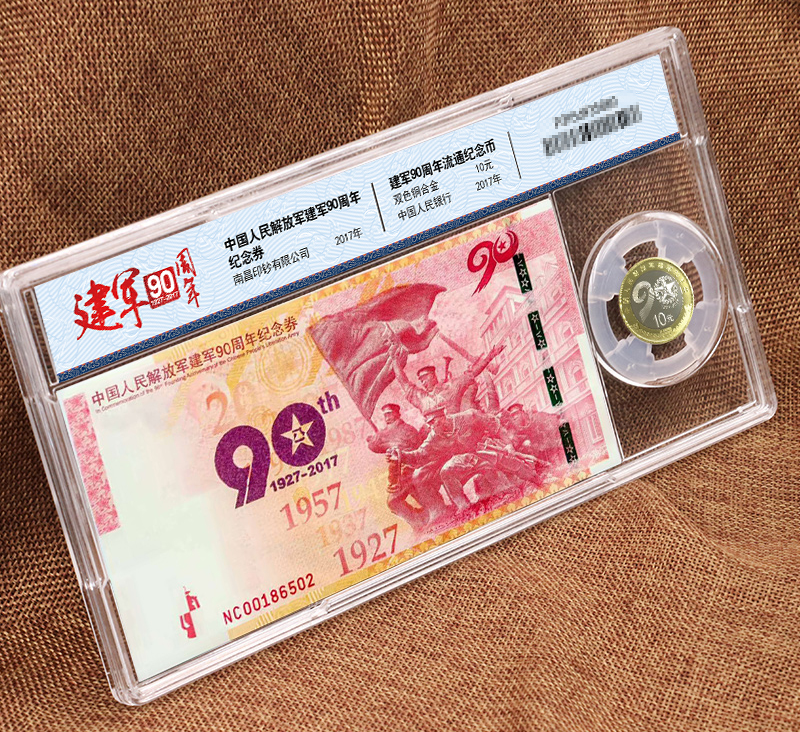 建军90周年
1927-2017
中国人民解放军建军90周年
纪念券
南昌印钞有限公司 2017年
建军90周年流通纪念币
双色铜合金 10元
中国人民银行 2017年
中国人民解放军建军90周年纪念券
In Commemoration of the 90th Founding Anniversary of the Chinese People's Liberation Army
90
90th
1927-2017
1987
1957
1937
1927
NC00186502
10元